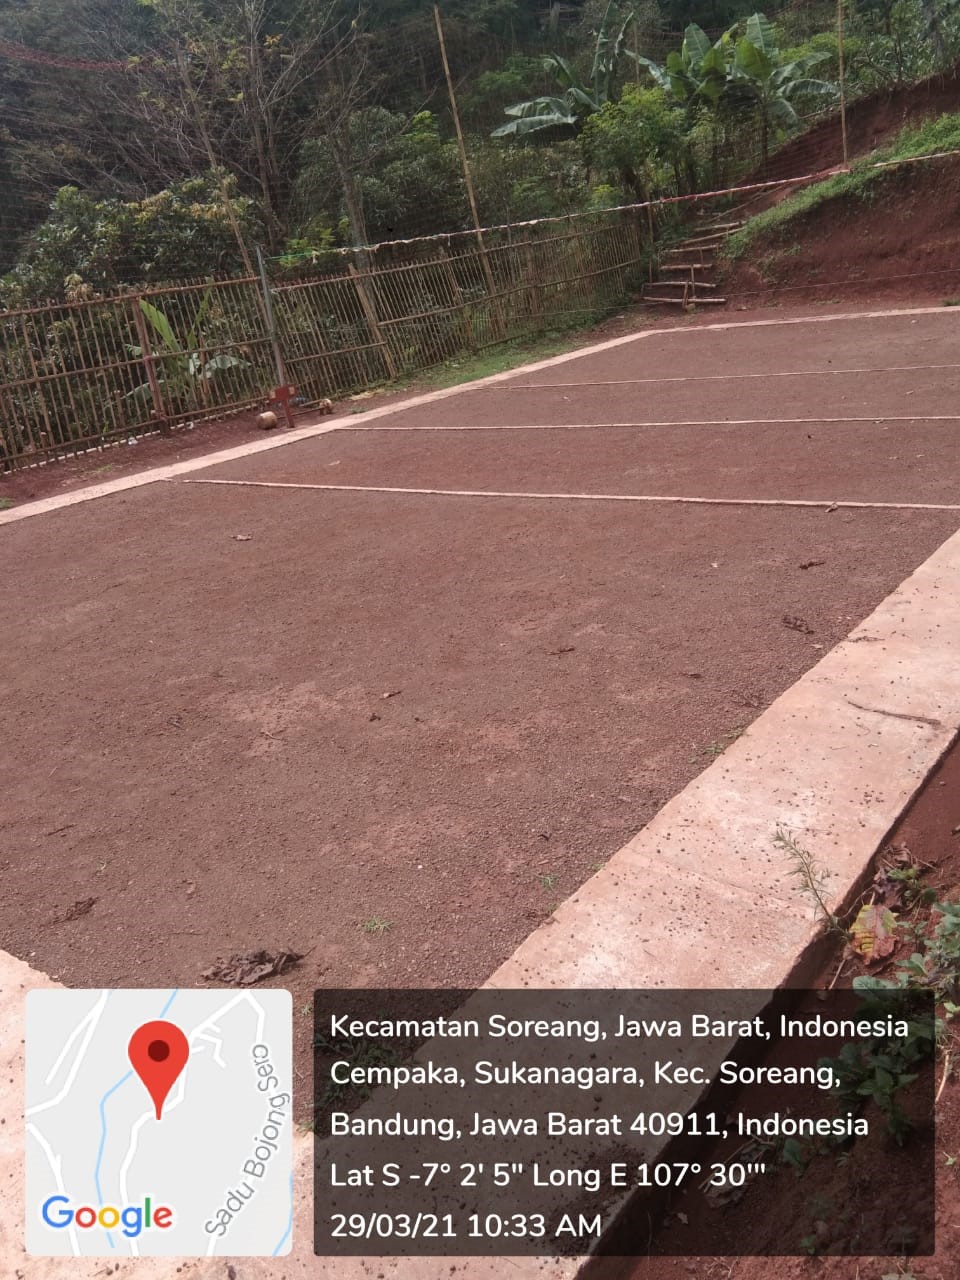 Kecamatan Soreang, Jawa Barat, Indonesia
Cempaka, Sukanagara, Kec. Soreang,
Bandung, Jawa Barat 40911, Indonesia
Lat S -7° 2' 5" Long E 107° 30'"
29/03/21 10:33 AM
Sadu Bojong Sero
Google